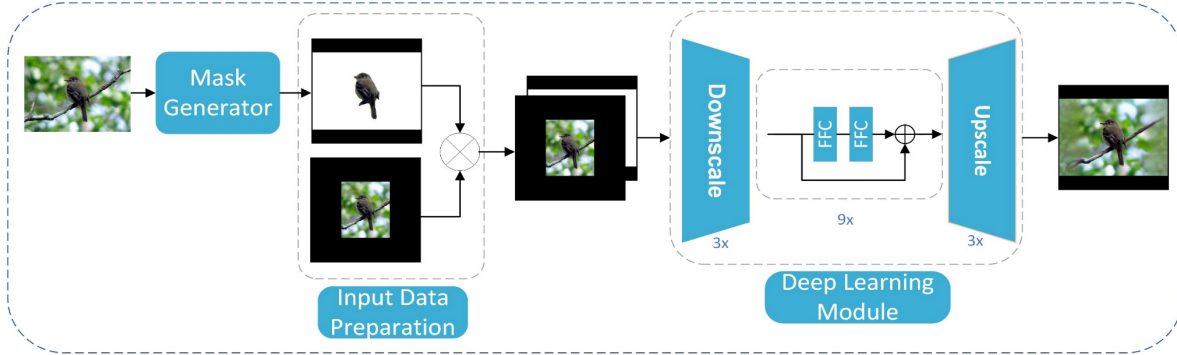 Mask
Generator
Input Data
Preparation
Downscale
3x
FFC
FFC
9x
Upscale
3x
Deep Learning
Module